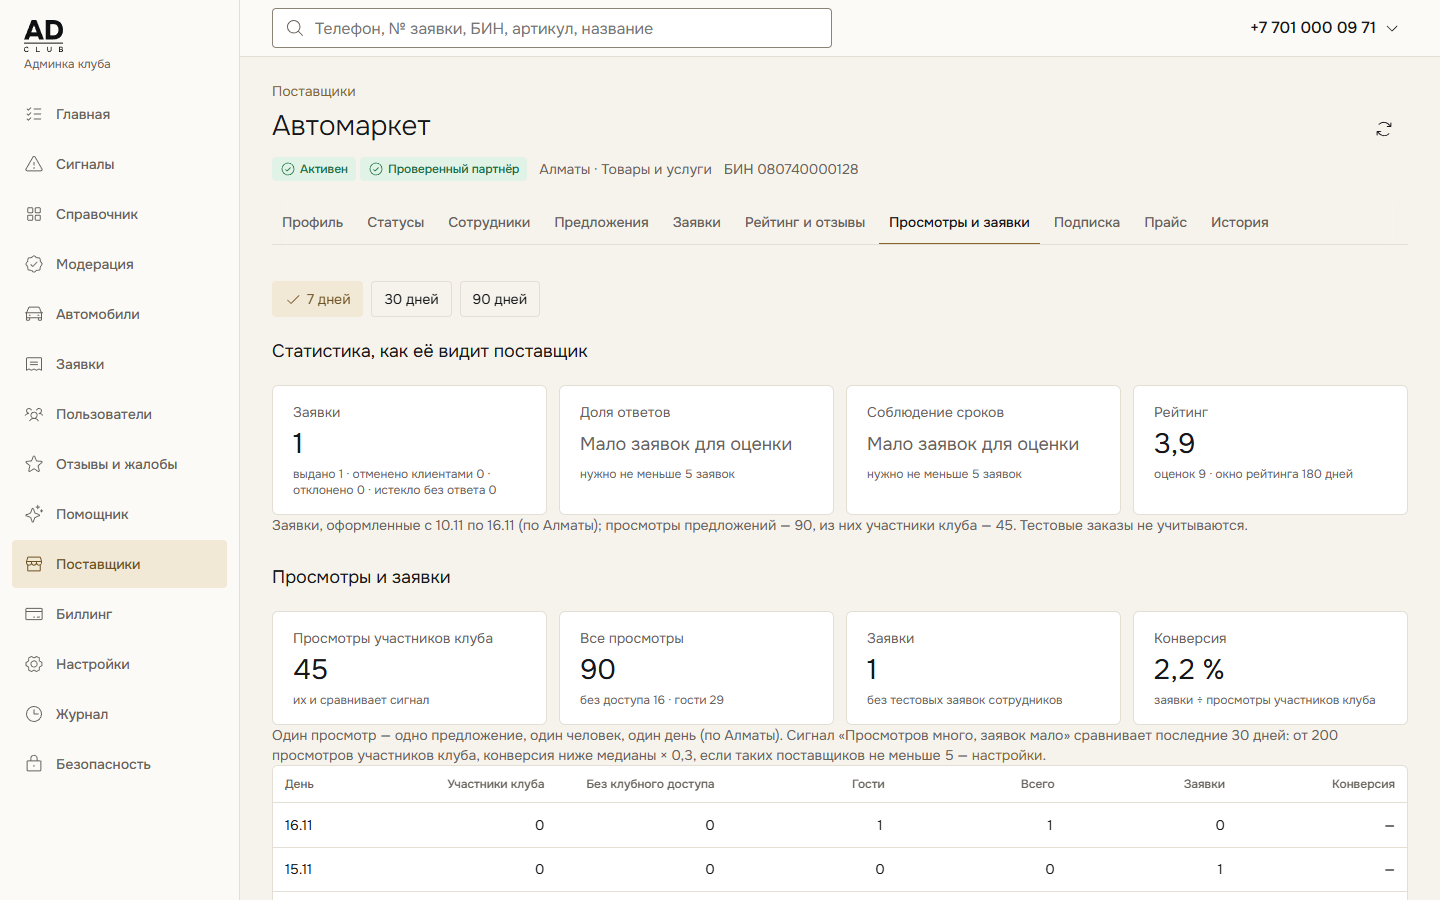 AD
CLUB
Админка клуба
Главная
Сигналы
Справочник
Модерация
Автомобили
Заявки
Пользователи
Отзывы и жалобы
Помощник
Поставщики
Биллинг
Настройки
Журнал
Безопасность
Телефон, № заявки, БИН, артикул, название
+7 701 000 09 71
Поставщики
Автомаркет
Активен Проверенный партнёр Алматы · Товары и услуги БИН 080740000128
Профиль Статусы Сотрудники Предложения Заявки Рейтинг и отзывы Просмотры и заявки Подписка Прайс История
7 дней 30 дней 90 дней
Статистика, как её видит поставщик
Заявки
1
выдано 1 · отменено клиентами 0 ·
отклонено 0 · истекло без ответа 0
Доля ответов
Мало заявок для оценки
нужно не меньше 5 заявок
Соблюдение сроков
Мало заявок для оценки
нужно не меньше 5 заявок
Рейтинг
3,9
оценок 9 · окно рейтинга 180 дней
Заявки, оформленные с 10.11 по 16.11 (по Алматы); просмотры предложений — 90, из них участники клуба — 45. Тестовые заказы не учитываются.
Просмотры и заявки
Просмотры участников клуба
45
их и сравнивает сигнал
Все просмотры
90
без доступа 16 · гости 29
Заявки
1
без тестовых заявок сотрудников
Конверсия
2,2 %
заявки ÷ просмотры участников клуба
Один просмотр — одно предложение, один человек, один день (по Алматы). Сигнал «Просмотров много, заявок мало» сравнивает последние 30 дней: от 200
просмотров участников клуба, конверсия ниже медианы × 0,3, если таких поставщиков не меньше 5 — настройки.
День Участники клуба Без клубного доступа Гости Всего Заявки Конверсия
16.11 0 0 1 1 0 —
15.11 0 0 0 0 1 —